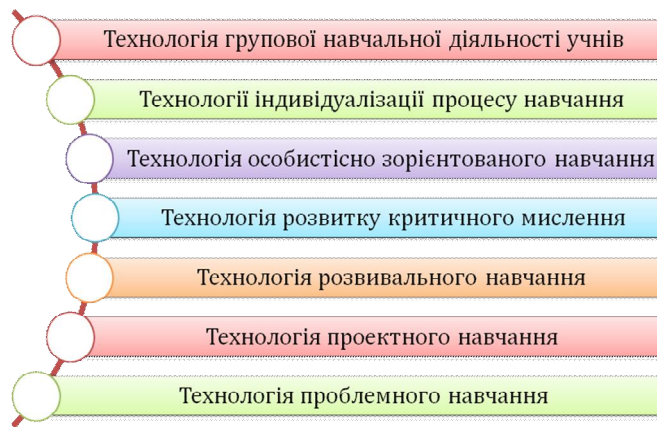 Технологія групової навчальної діяльності учнів
Технології індивідуалізації процесу навчання
Технологія особистісно зорієнтованого навчання
Технологія розвитку критичного мислення
Технологія розвивального навчання
Технологія проектного навчання
Технологія проблемного навчання